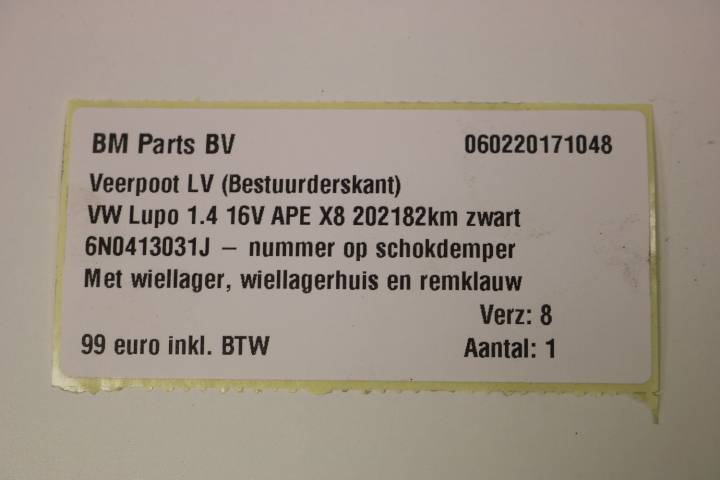 BM Parts BV 060220171048
Veerpoot LV (Bestuurderskant)
VW Lupo 1.4 16V APE X8 202182km zwart
6N0413031J – nummer op schokdemper
Met wiellager, wiellagerhuis en remklauw
Verz: 8
99 euro inkl. BTW Aantal: 1